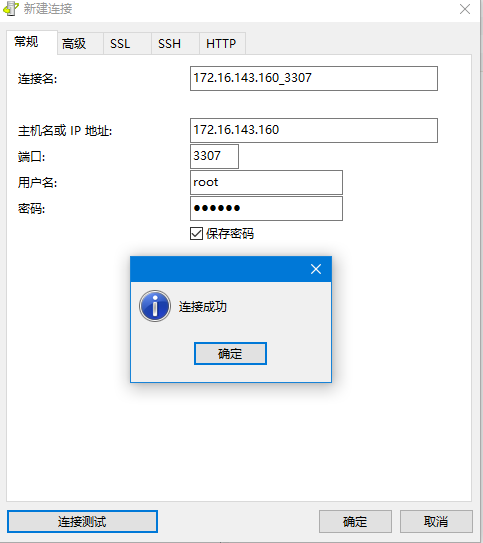 新建连接
常规 高级 SSL SSH HTTP
连接名: 172.16.143.160_3307
主机名或 IP 地址: 172.16.143.160
端口: 3307
用户名: root
密码: ●●●●●●
保存密码
连接成功
确定
连接测试 确定 取消